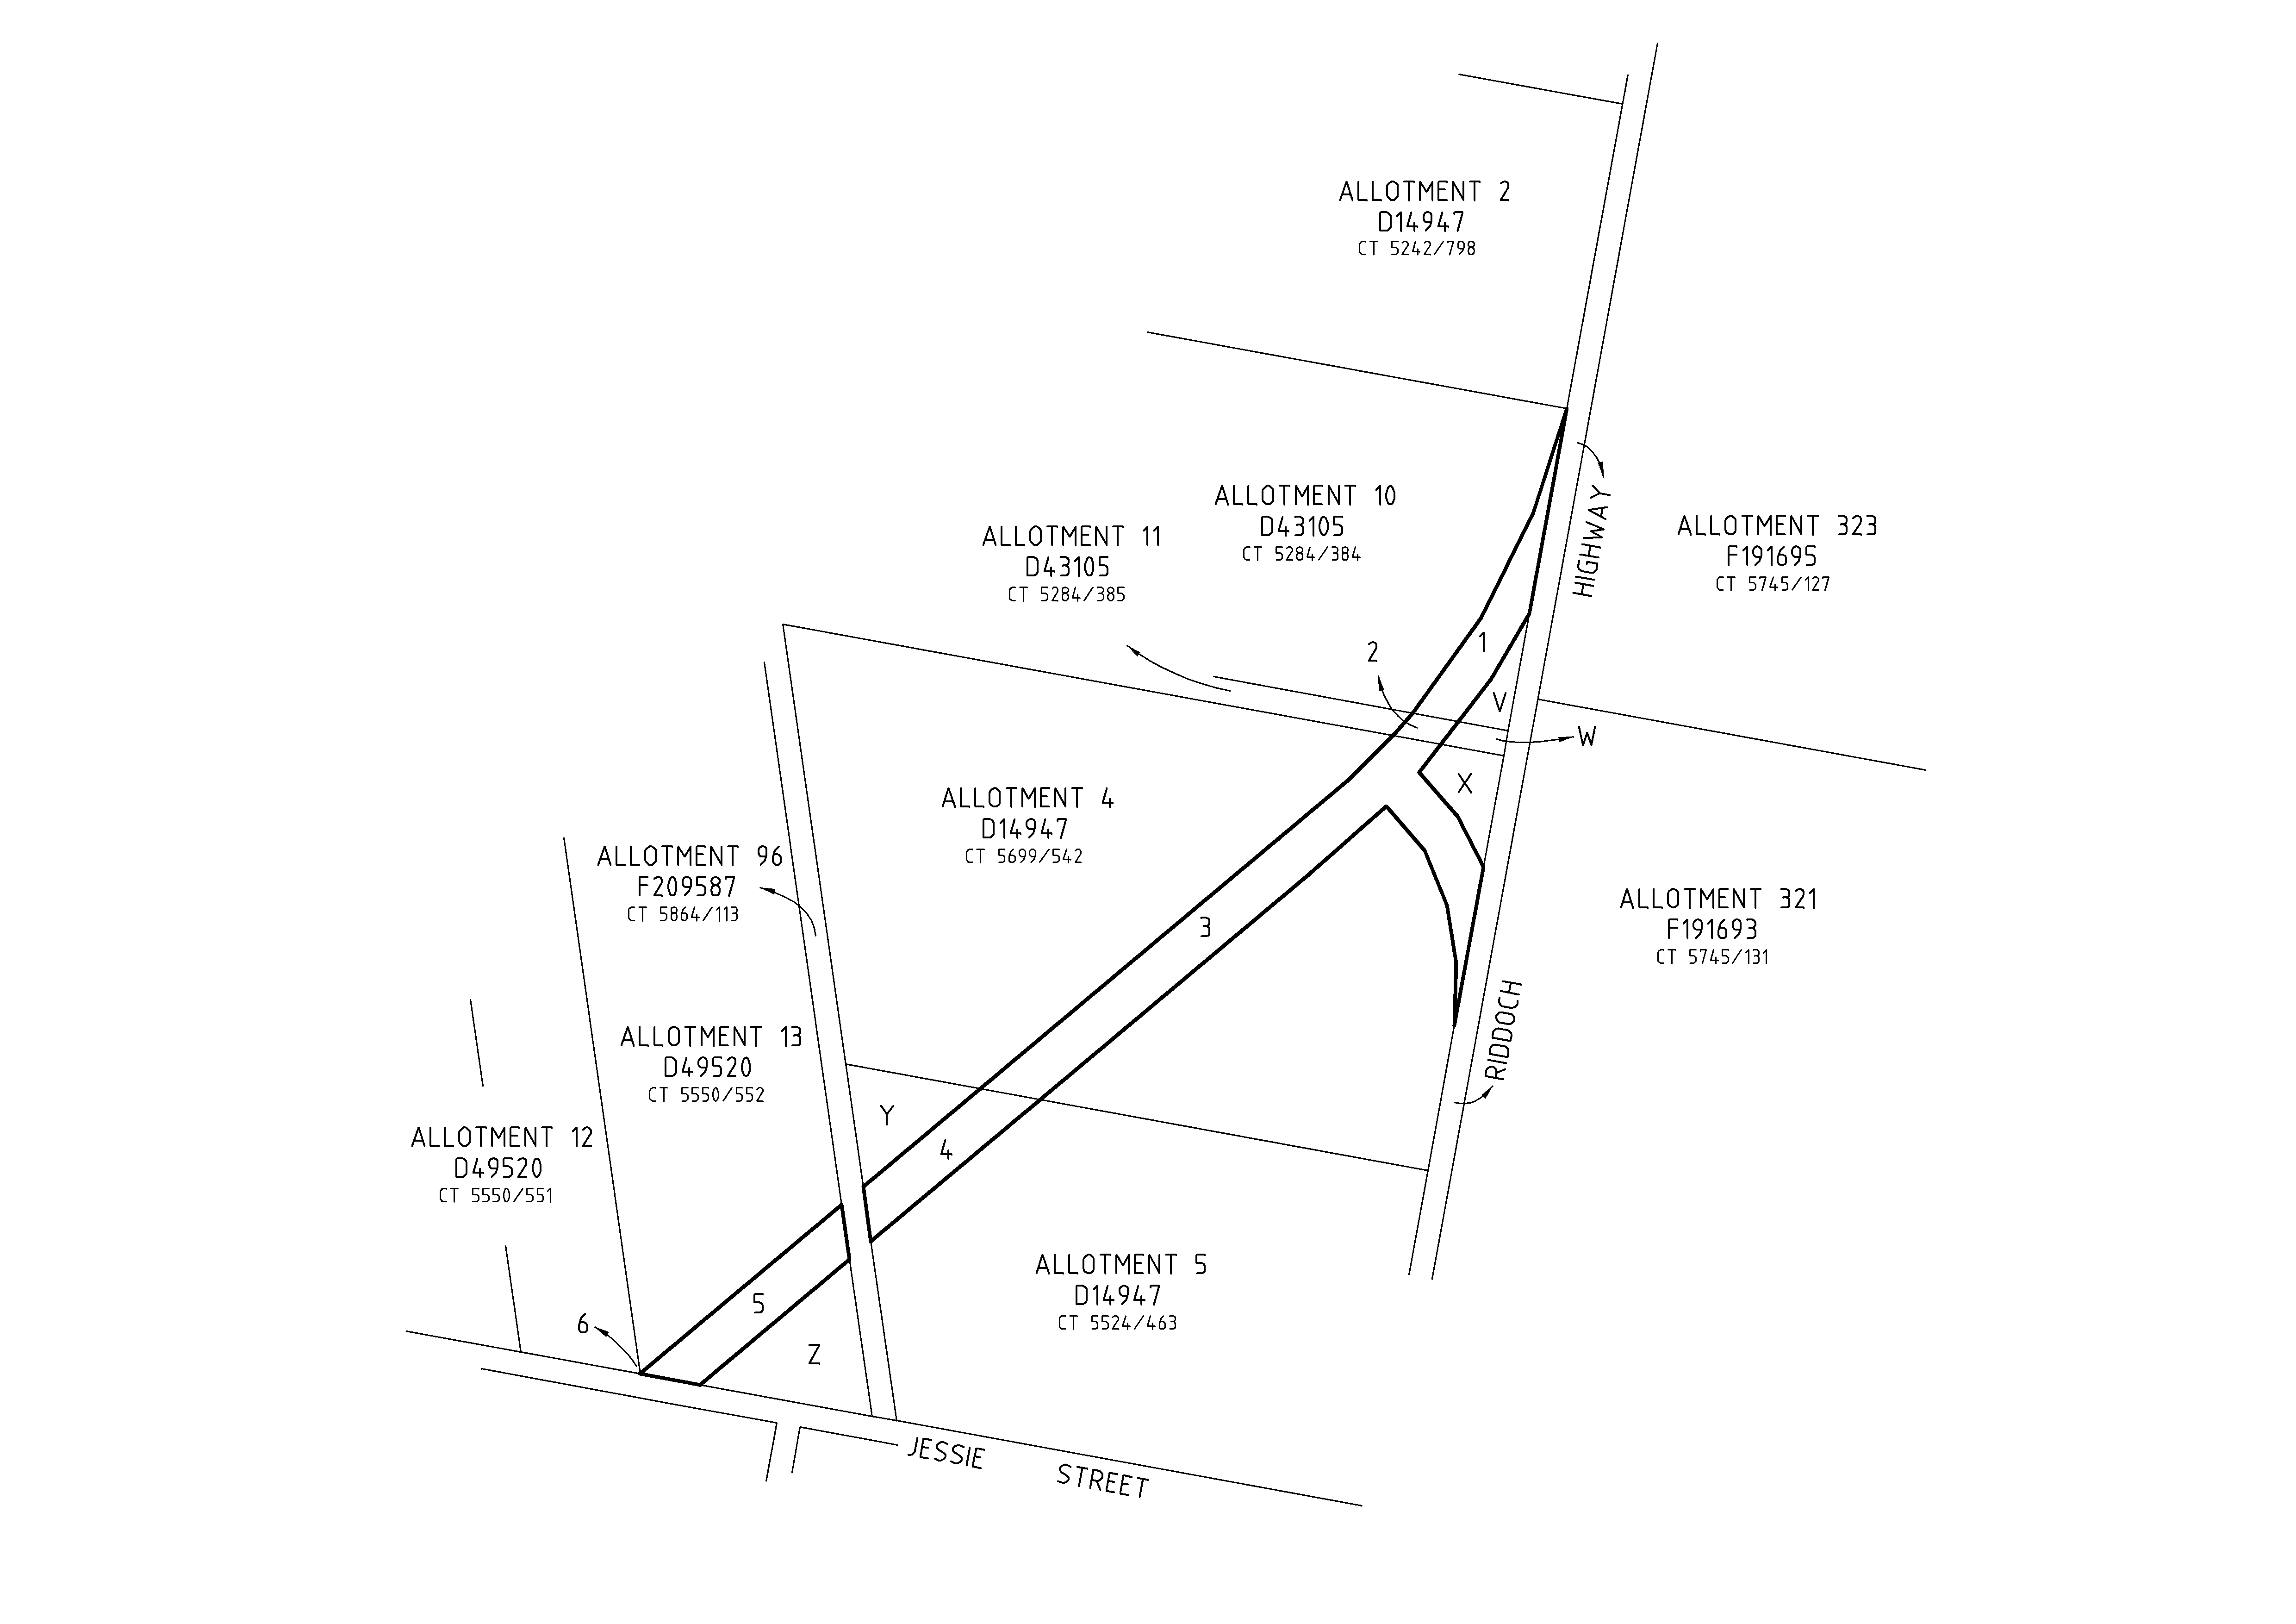 ALLOTMENT 2
D14947
CT 5242/798
ALLOTMENT 10
D43105
CT 5284/384
ALLOTMENT 11
D43105
CT 5284/385
HIGHWAY
ALLOTMENT 323
F191695
CT 5745/127
1
2
V
W
X
ALLOTMENT 4
D14947
CT 5699/542
ALLOTMENT 96
F209587
CT 5864/113
3
ALLOTMENT 321
F191693
CT 5745/131
RIDDOCH
ALLOTMENT 13
D49520
CT 5550/552
Y
4
ALLOTMENT 12
D49520
CT 5550/551
ALLOTMENT 5
D14947
CT 5524/463
5
6
Z
JESSIE STREET